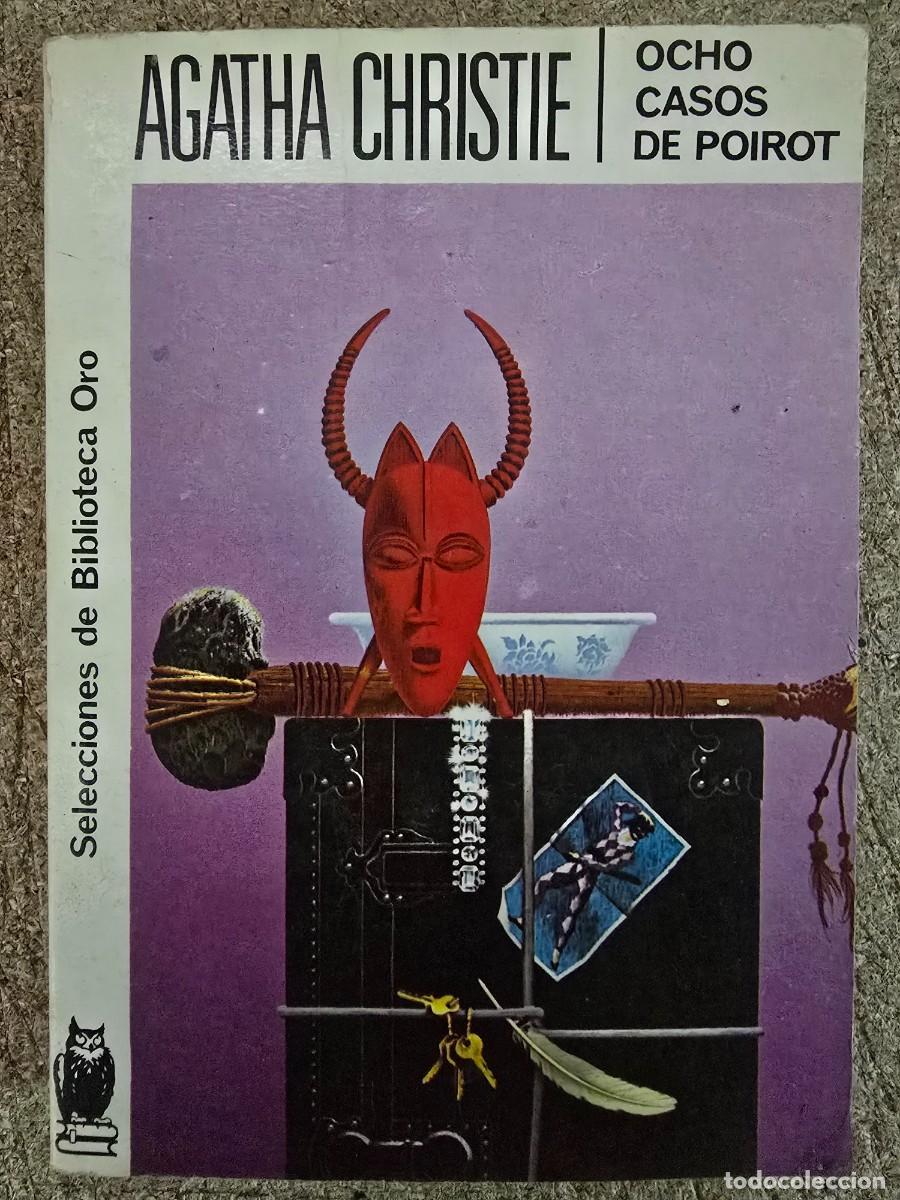 AGATHA CHRISTIE
OCHO
CASOS
DE POIROT
Selecciones de Biblioteca Oro
todocoleccion